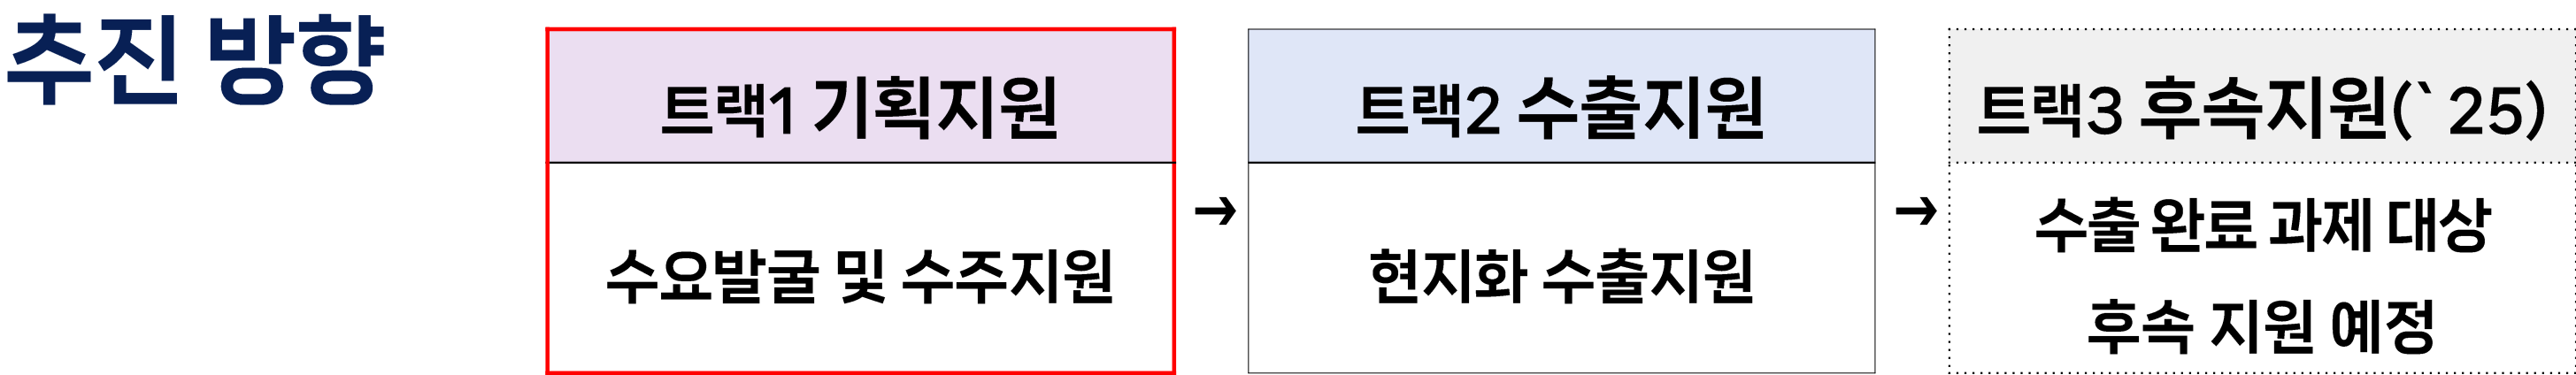 추진 방향
트랙1 기획지원
수요발굴 및 수주지원
→
트랙2 수출지원
현지화 수출지원
→
트랙3 후속지원(`25)
수출 완료 과제 대상
후속 지원 예정